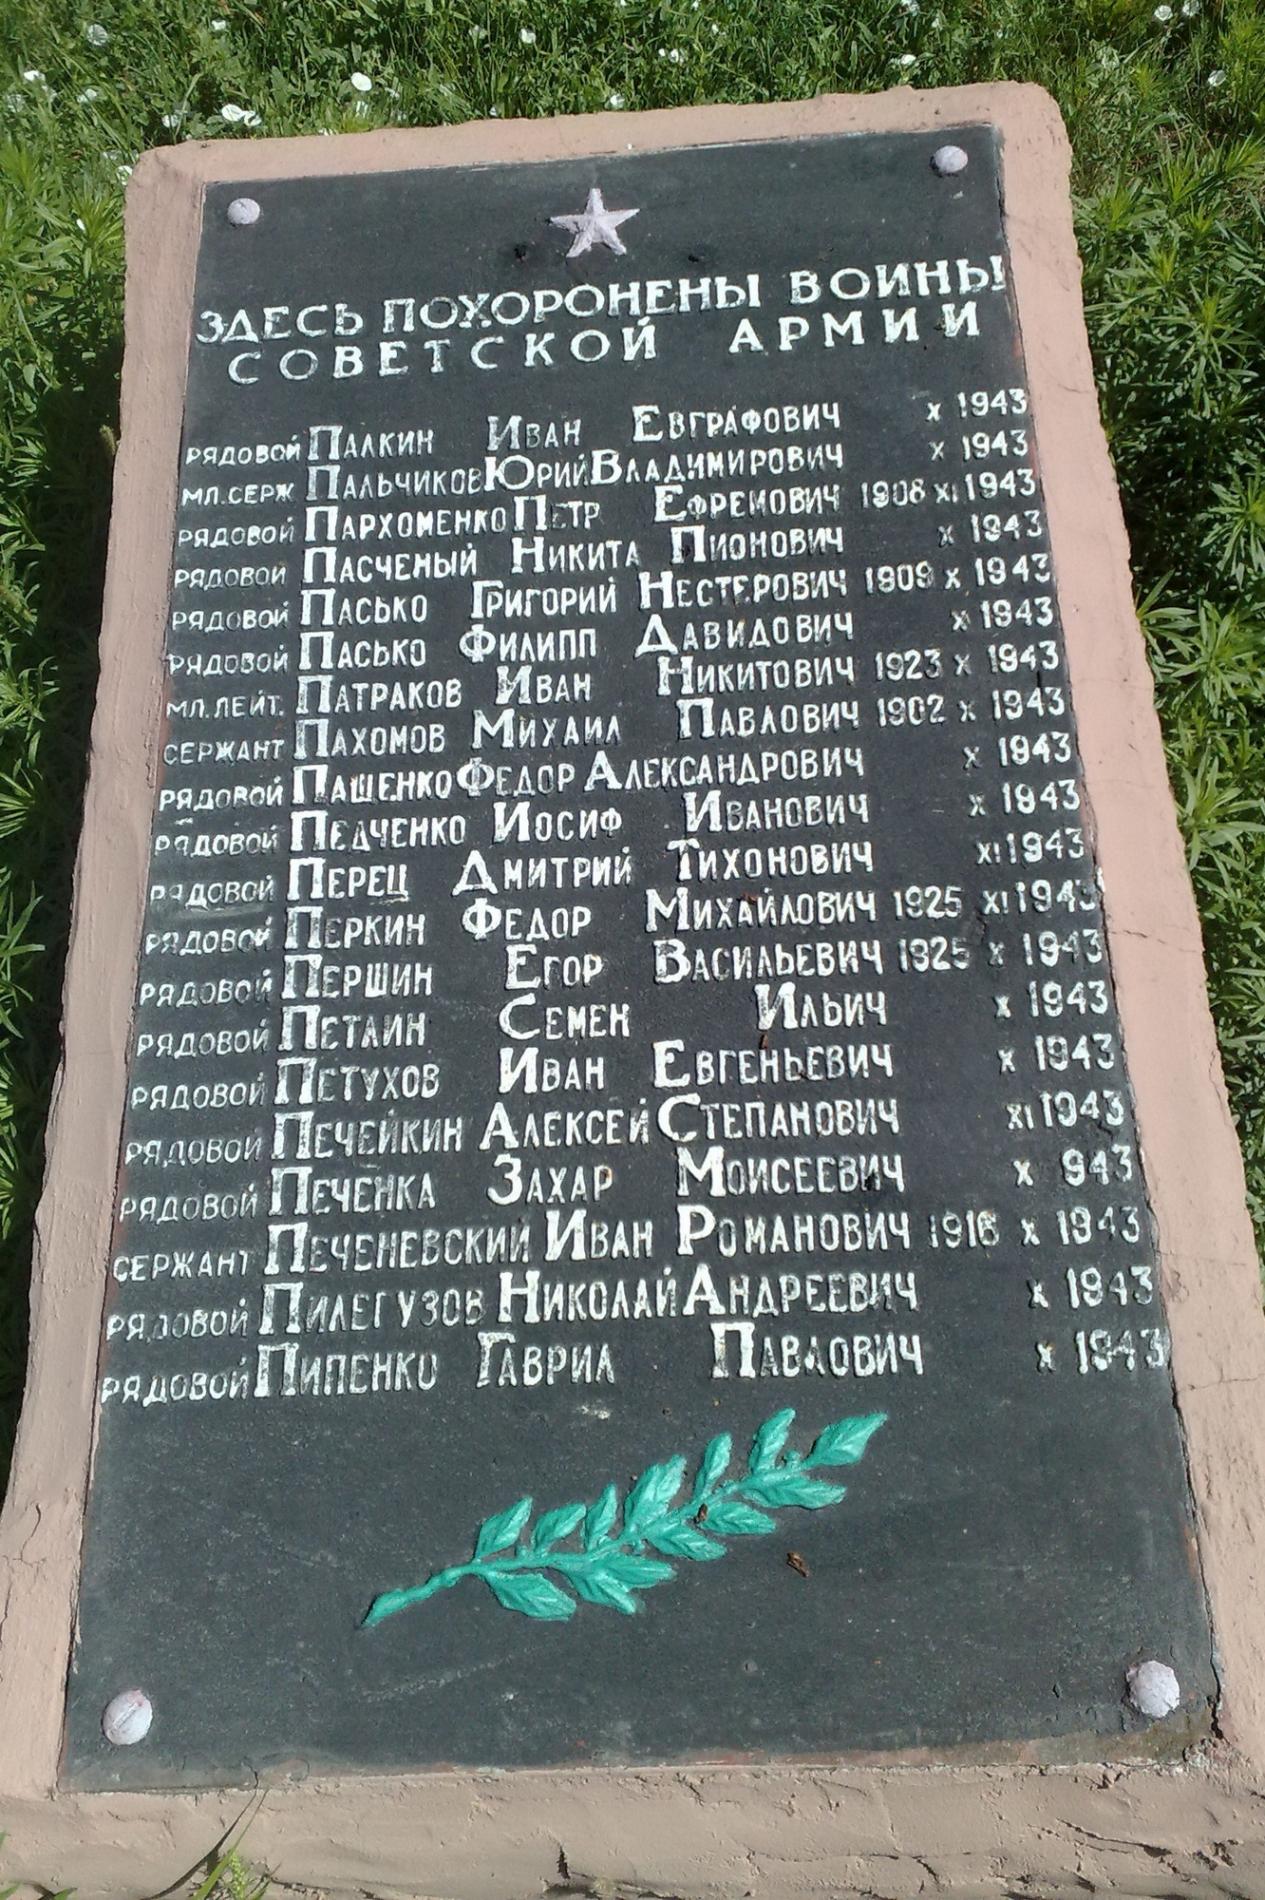 ЗДЕСЬ ПОХОРОНЕНЫ ВОИНЫ
СОВЕТСКОЙ АРМИИ
РЯДОВОЙ ПАЛКИН ИВАН ЕВГРАФОВИЧ X 1943
МЛ.СЕРЖ ПАЛЬЧИКОВ ЮРИЙ ВЛАДИМИРОВИЧ X 1943
РЯДОВОЙ ПАРХОМЕНКО ПЕТР ЕФРЕМОВИЧ 1908 XI 1943
РЯДОВОЙ ПАСЧЕНЫЙ НИКИТА ПИОНОВИЧ X 1943
РЯДОВОЙ ПАСЬКО ГРИГОРИЙ НЕСТЕРОВИЧ 1909 X 1943
РЯДОВОЙ ПАСЬКО ФИЛИПП ДАВИДОВИЧ X 1943
МЛ.ЛЕЙТ. ПАТРАКОВ ИВАН НИКИТОВИЧ 1923 X 1943
СЕРЖАНТ ПАХОМОВ МИХАИЛ ПАВЛОВИЧ 1902 X 1943
РЯДОВОЙ ПАШЕНКО ФЕДОР АЛЕКСАНДРОВИЧ X 1943
РЯДОВОЙ ПЕДЧЕНКО ИОСИФ ИВАНОВИЧ X 1943
РЯДОВОЙ ПЕРЕЦ ДМИТРИЙ ТИХОНОВИЧ XI 1943
РЯДОВОЙ ПЕРКИН ФЕДОР МИХАЙЛОВИЧ 1925 XI 1943
РЯДОВОЙ ПЕРШИН ЕГОР ВАСИЛЬЕВИЧ 1925 X 1943
РЯДОВОЙ ПЕТЛИН СЕМЕН ИЛЬИЧ X 1943
РЯДОВОЙ ПЕТУХОВ ИВАН ЕВГЕНЬЕВИЧ X 1943
РЯДОВОЙ ПЕЧЕЙКИН АЛЕКСЕЙ СТЕПАНОВИЧ XI 1943
РЯДОВОЙ ПЕЧЕНКА ЗАХАР МОИСЕЕВИЧ X 943
СЕРЖАНТ ПЕЧЕНЕВСКИЙ ИВАН РОМАНОВИЧ 1916 X 1943
РЯДОВОЙ ПИЛЕГУЗОВ НИКОЛАЙ АНДРЕЕВИЧ X 1943
РЯДОВОЙ ПИПЕНКО ГАВРИЛ ПАВЛОВИЧ X 1943